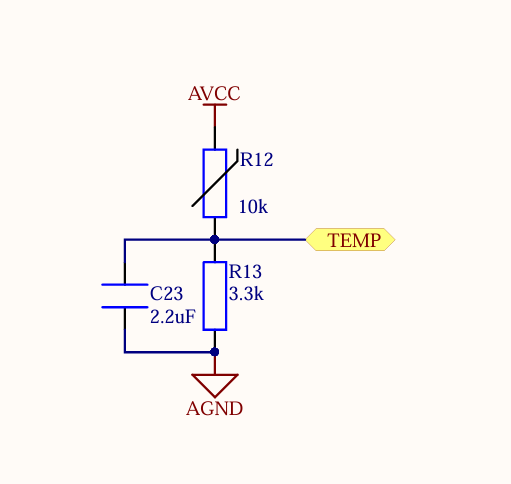 AVCC
R12
10k
TEMP
R13
3.3k
C23
2.2uF
AGND